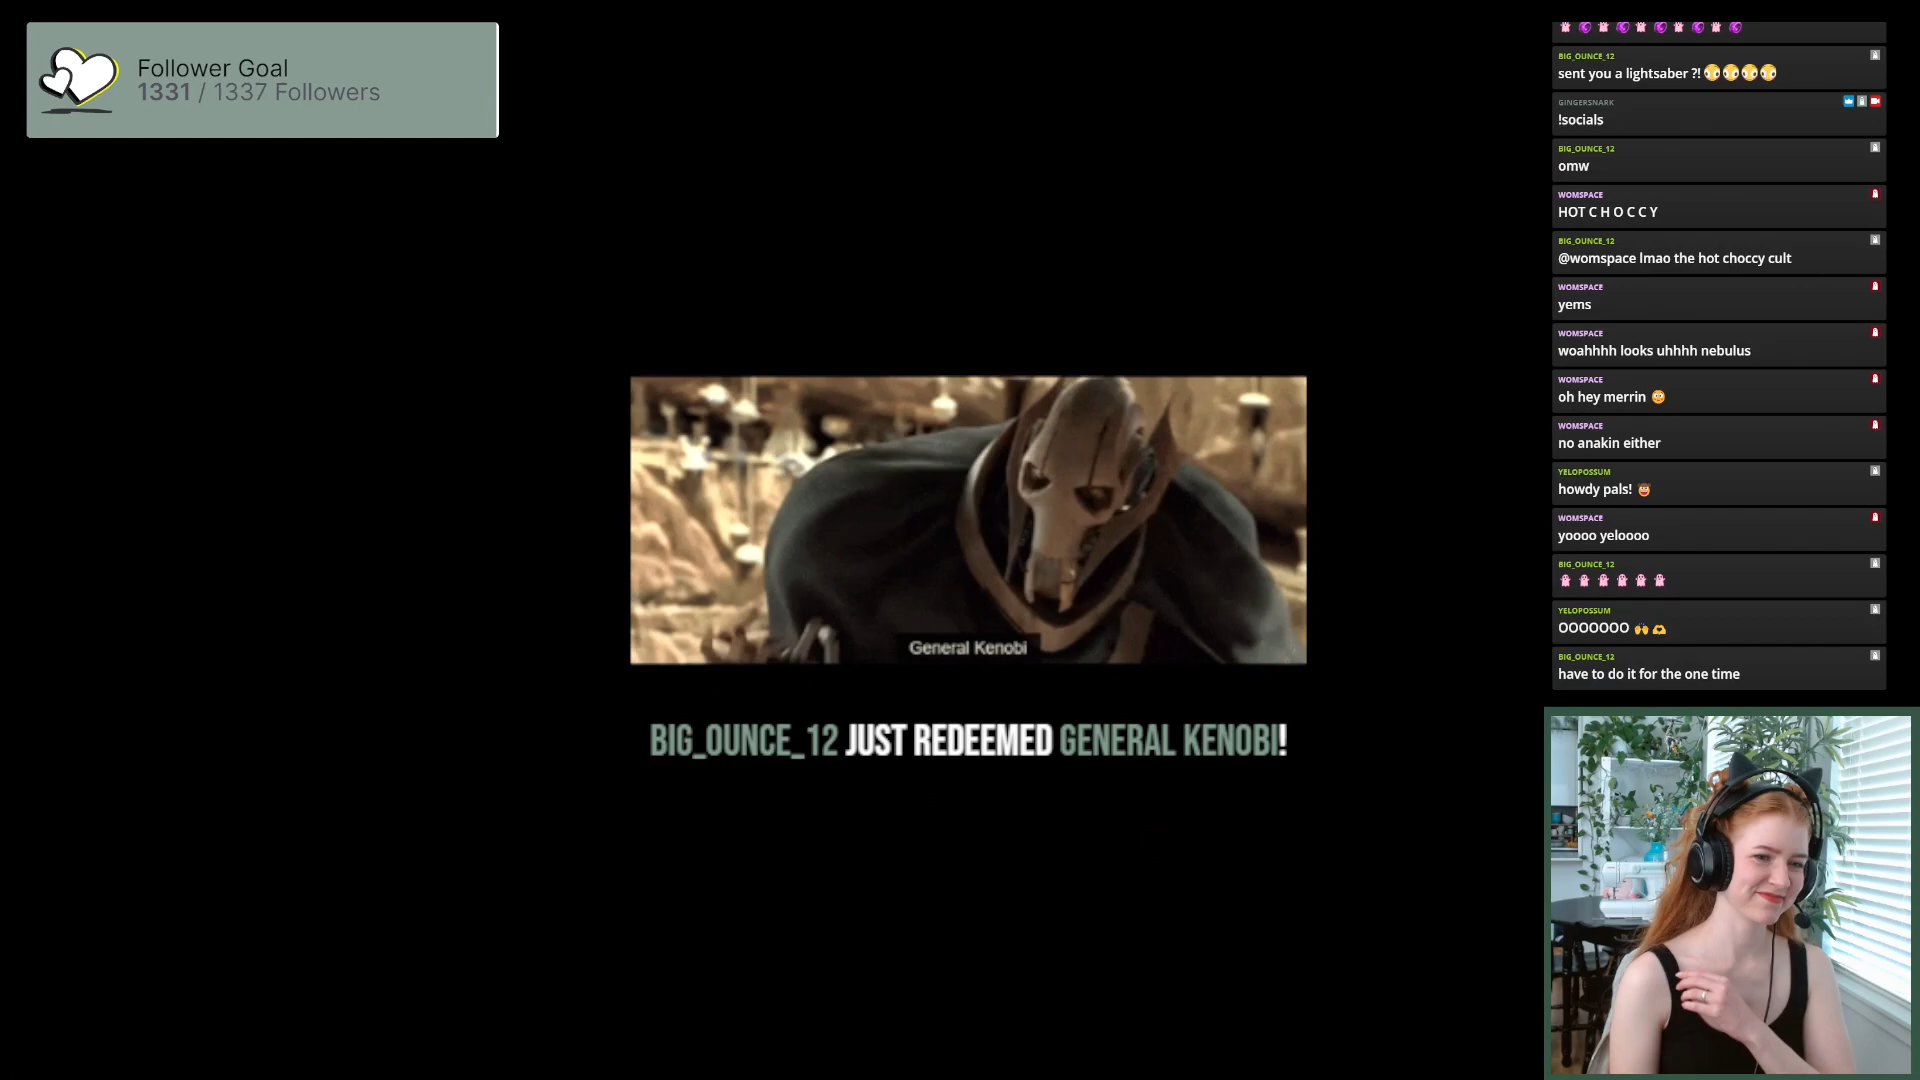 Follower Goal
1331 / 1337 Followers
BIG_OUNCE_12
sent you a lightsaber ?!
GINGERSNARK
!socials
BIG_OUNCE_12
omw
WOMSPACE
HOT C H O C C Y
BIG_OUNCE_12
@womspace lmao the hot choccy cult
WOMSPACE
yems
WOMSPACE
woahhhh looks uhhhh nebulus
WOMSPACE
oh hey merrin
WOMSPACE
no anakin either
YELOPOSSUM
howdy pals!
WOMSPACE
yoooo yeloooo
BIG_OUNCE_12
YELOPOSSUM
OOOOOOO
BIG_OUNCE_12
have to do it for the one time
General Kenobi
BIG_OUNCE_12 JUST REDEEMED GENERAL KENOBI!